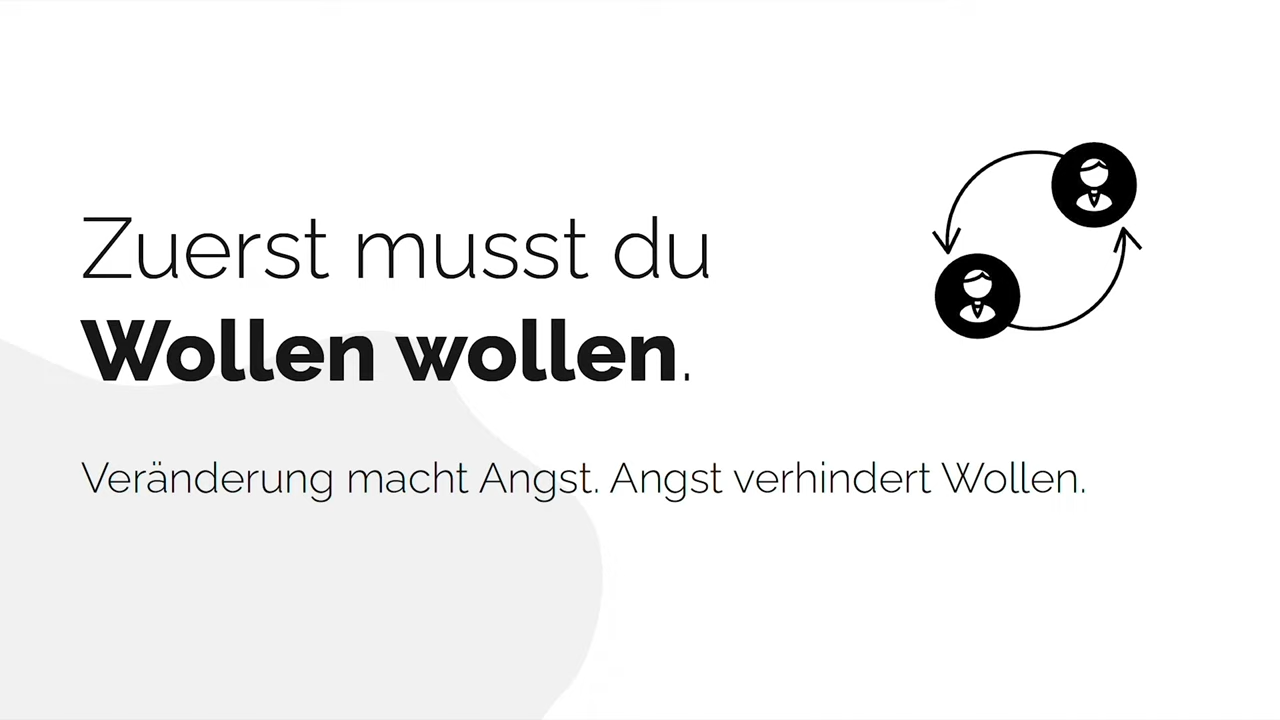 Zuerst musst du
Wollen wollen.
Veränderung macht Angst. Angst verhindert Wollen.